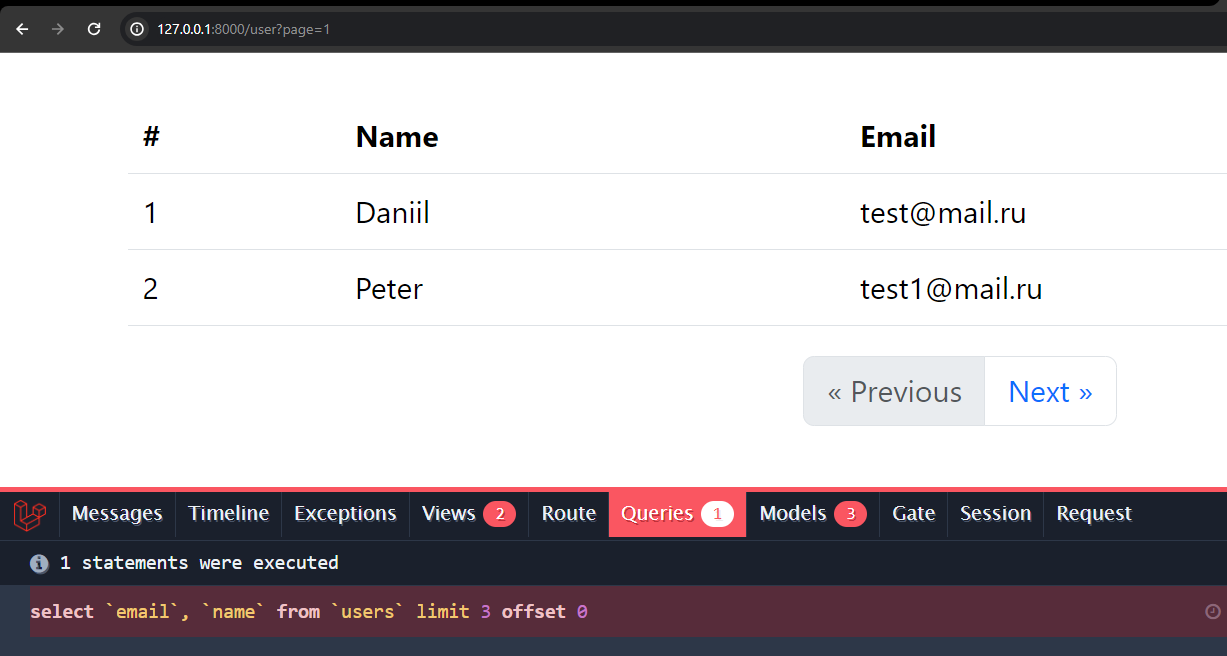 127.0.0.1:8000/user?page=1
# Name Email
1 Daniil test@mail.ru
2 Peter test1@mail.ru
« Previous Next »
Messages Timeline Exceptions Views 2 Route Queries 1 Models 3 Gate Session Request
1 statements were executed
select `email`, `name` from `users` limit 3 offset 0